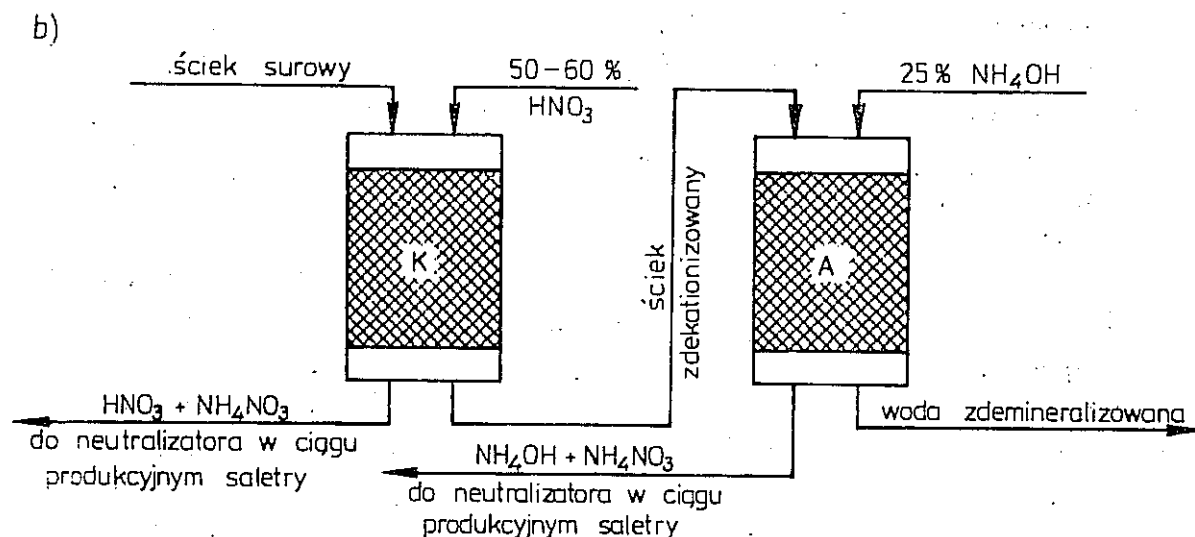 b)
ściek surowy
50-60 %
HNO₃
25% NH₄OH
K
ściek
zdekationizowany
A
HNO₃ + NH₄NO₃
do neutralizatora w ciągu
produkcyjnym saletry
NH₄OH + NH₄NO₃
do neutralizatora w ciągu
produkcyjnym saletry
woda zdemineralizowana